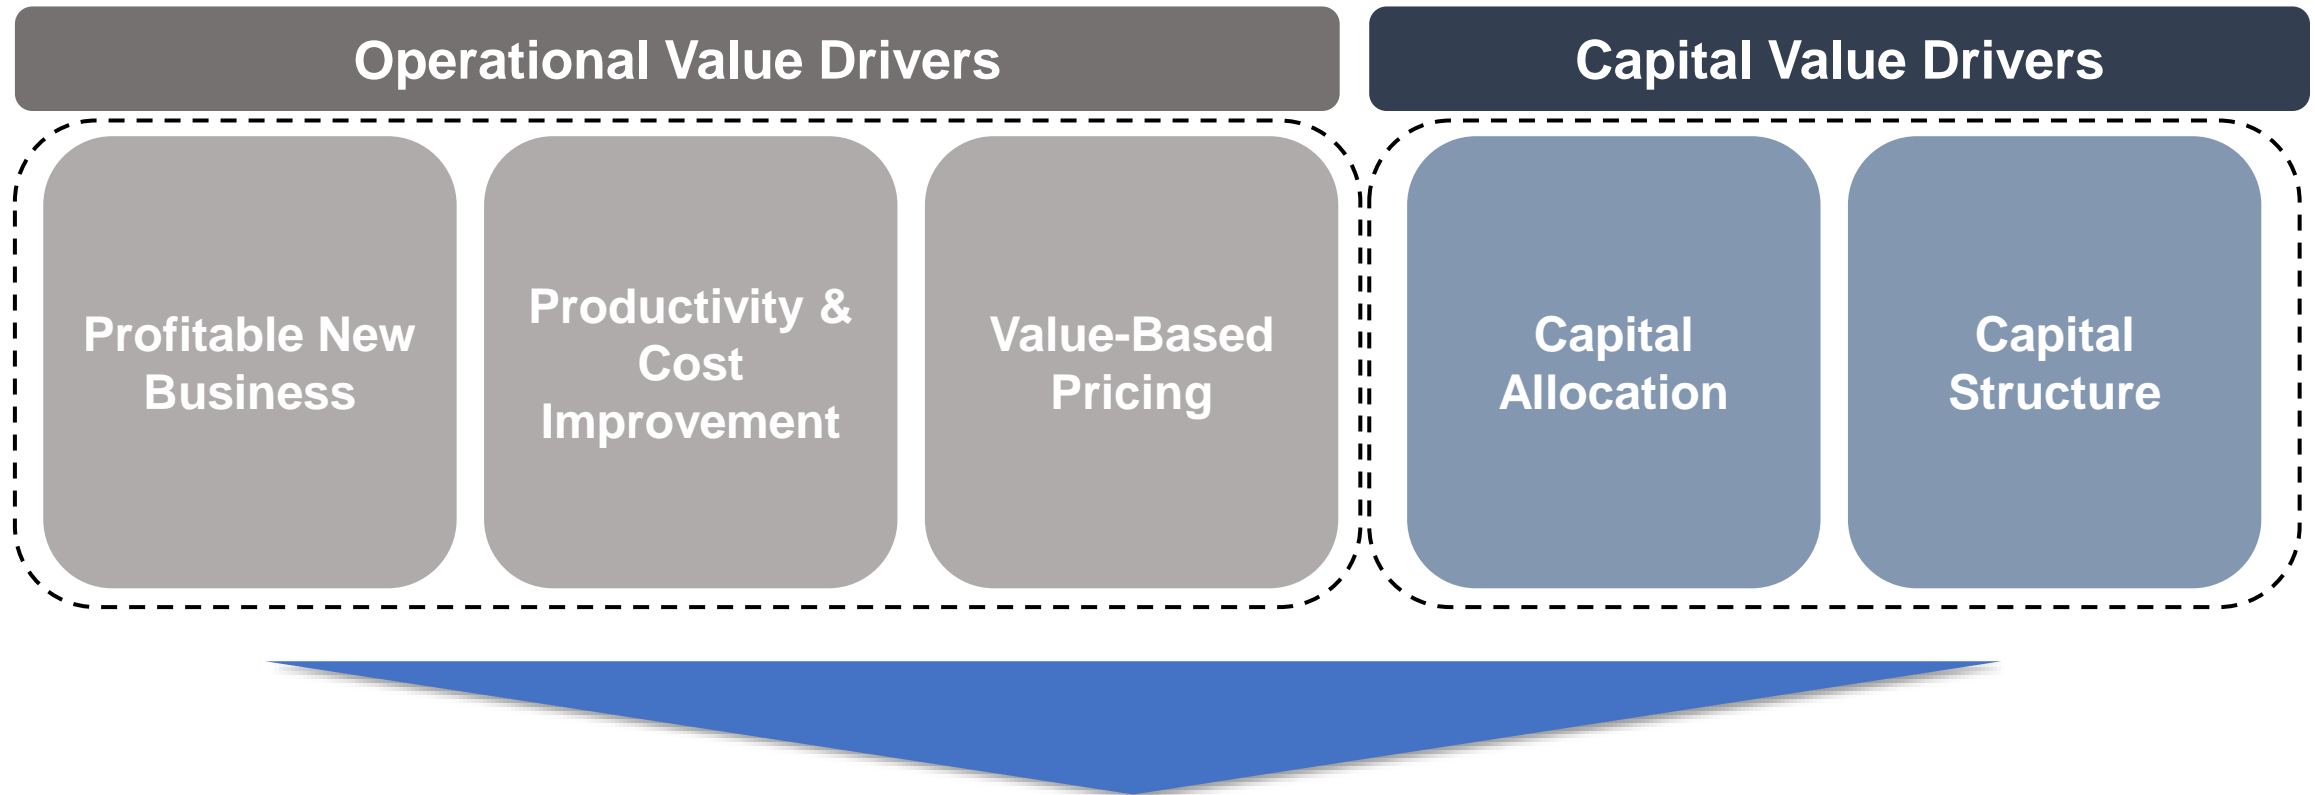 Operational Value Drivers
Capital Value Drivers
Profitable New
Business
Productivity &
Cost
Improvement
Value-Based
Pricing
Capital
Allocation
Capital
Structure